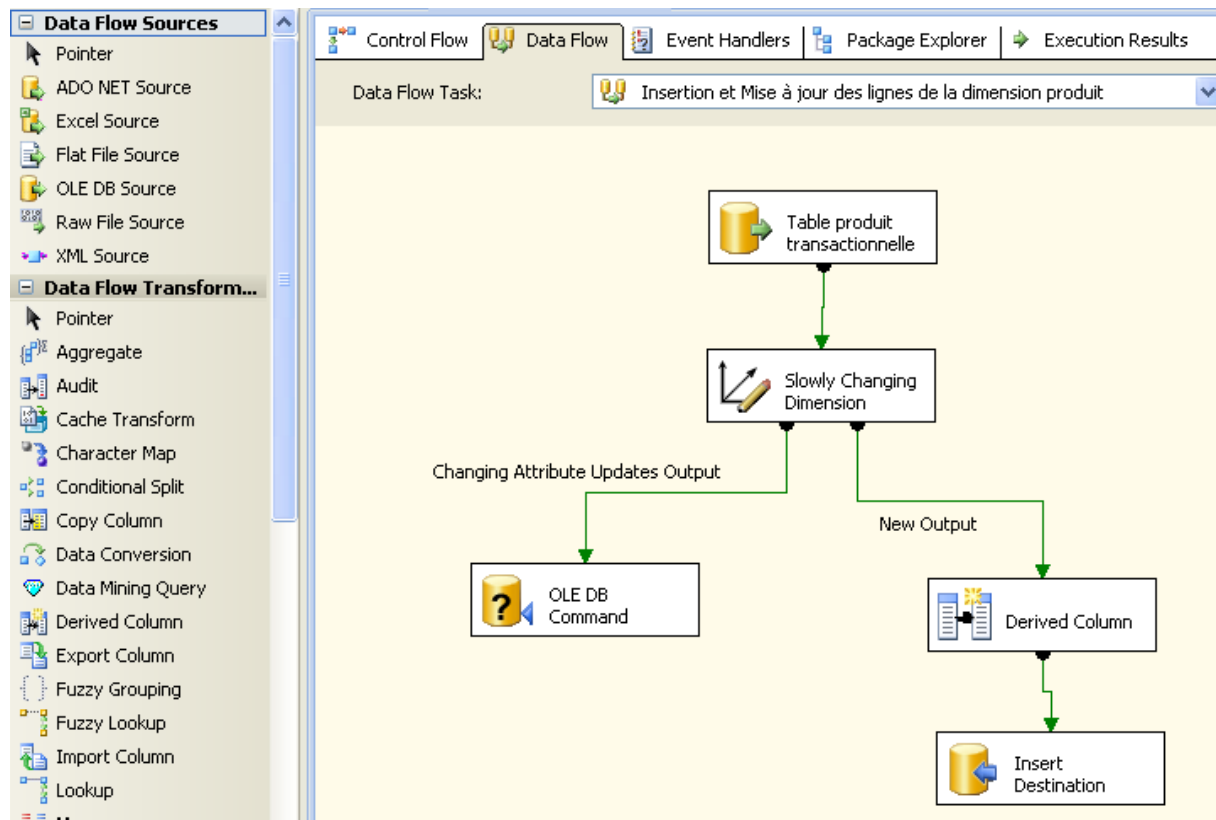 Data Flow Sources
Pointer
ADO NET Source
Excel Source
Flat File Source
OLE DB Source
Raw File Source
XML Source
Data Flow Transform...
Pointer
Aggregate
Audit
Cache Transform
Character Map
Conditional Split
Copy Column
Data Conversion
Data Mining Query
Derived Column
Export Column
Fuzzy Grouping
Fuzzy Lookup
Import Column
Lookup
Control Flow
Data Flow
Event Handlers
Package Explorer
Execution Results
Data Flow Task:
Insertion et Mise à jour des lignes de la dimension produit
Table produit
transactionnelle
Slowly Changing
Dimension
Changing Attribute Updates Output
New Output
OLE DB
Command
Derived Column
Insert
Destination